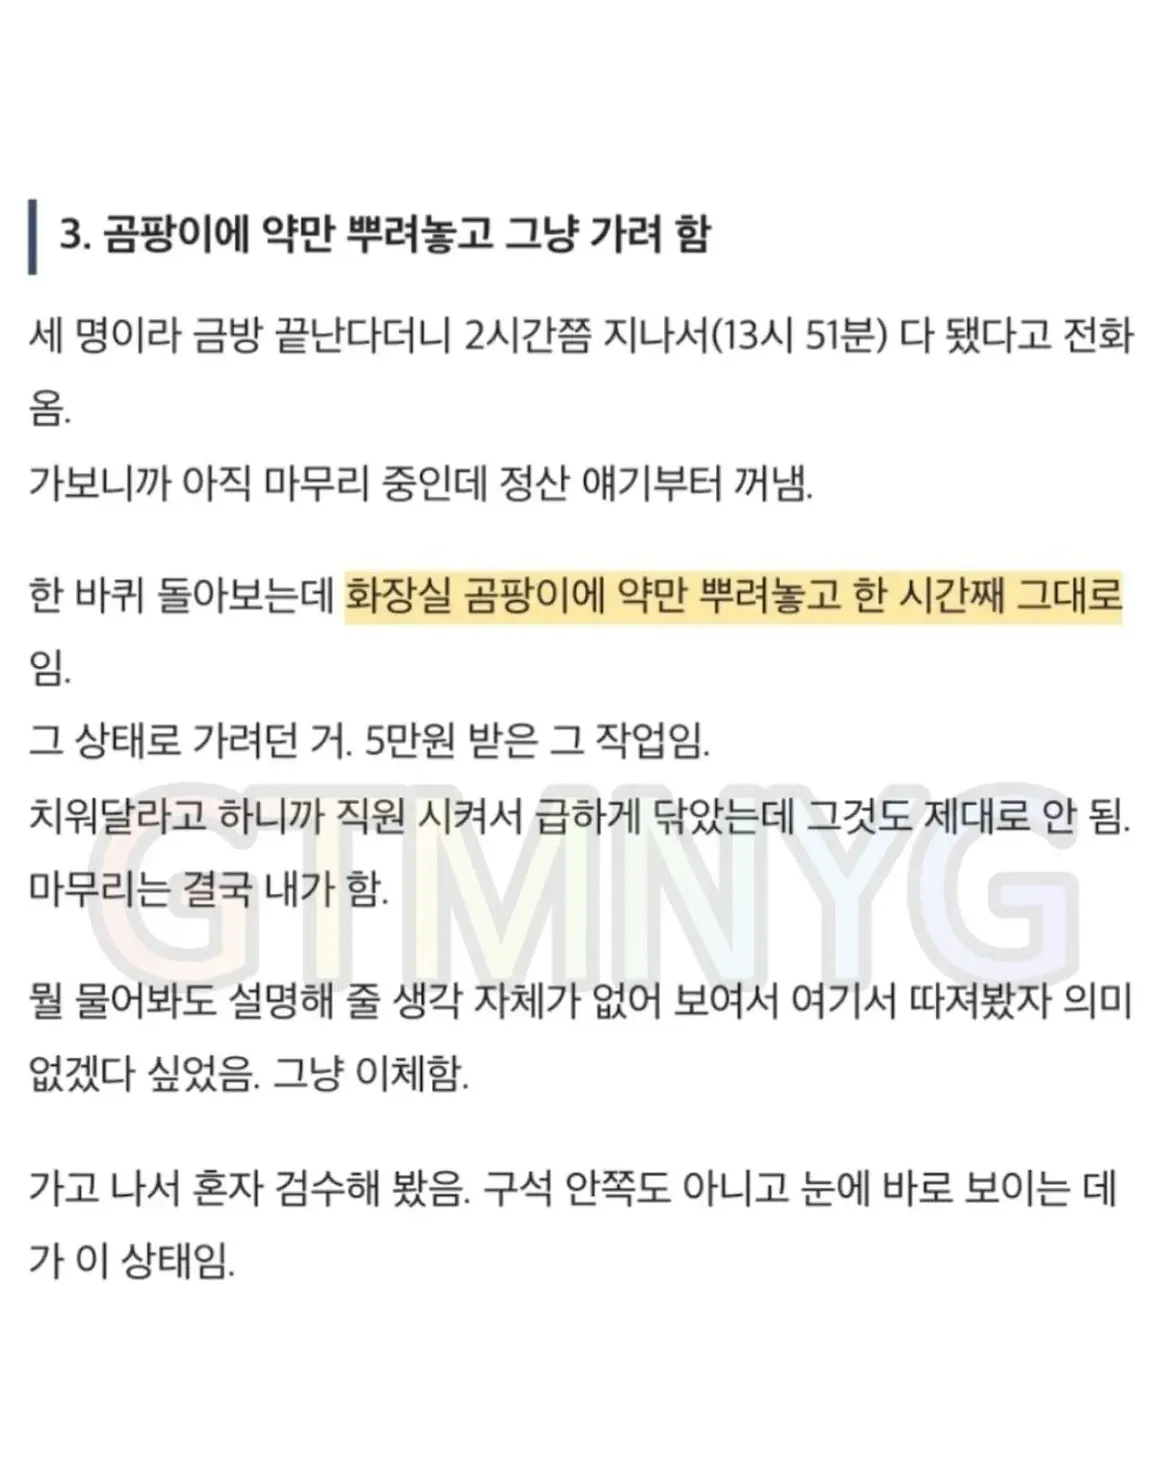 3. 곰팡이에 약만 뿌려놓고 그냥 가려 함
세 명이라 금방 끝난다더니 2시간쯤 지나서(13시 51분) 다 됐다고 전화
옴.
가보니까 아직 마무리 중인데 정산 얘기부터 꺼냄.
한 바퀴 돌아보는데 화장실 곰팡이에 약만 뿌려놓고 한 시간째 그대로
임.
그 상태로 가려던 거. 5만원 받은 그 작업임.
치워달라고 하니까 직원 시켜서 급하게 닦았는데 그것도 제대로 안 됨.
마무리는 결국 내가 함.
GTMNYG
뭘 물어봐도 설명해 줄 생각 자체가 없어 보여서 여기서 따져봤자 의미
없겠다 싶었음. 그냥 이체함.
가고 나서 혼자 검수해 봤음. 구석 안쪽도 아니고 눈에 바로 보이는 데
가 이 상태임.